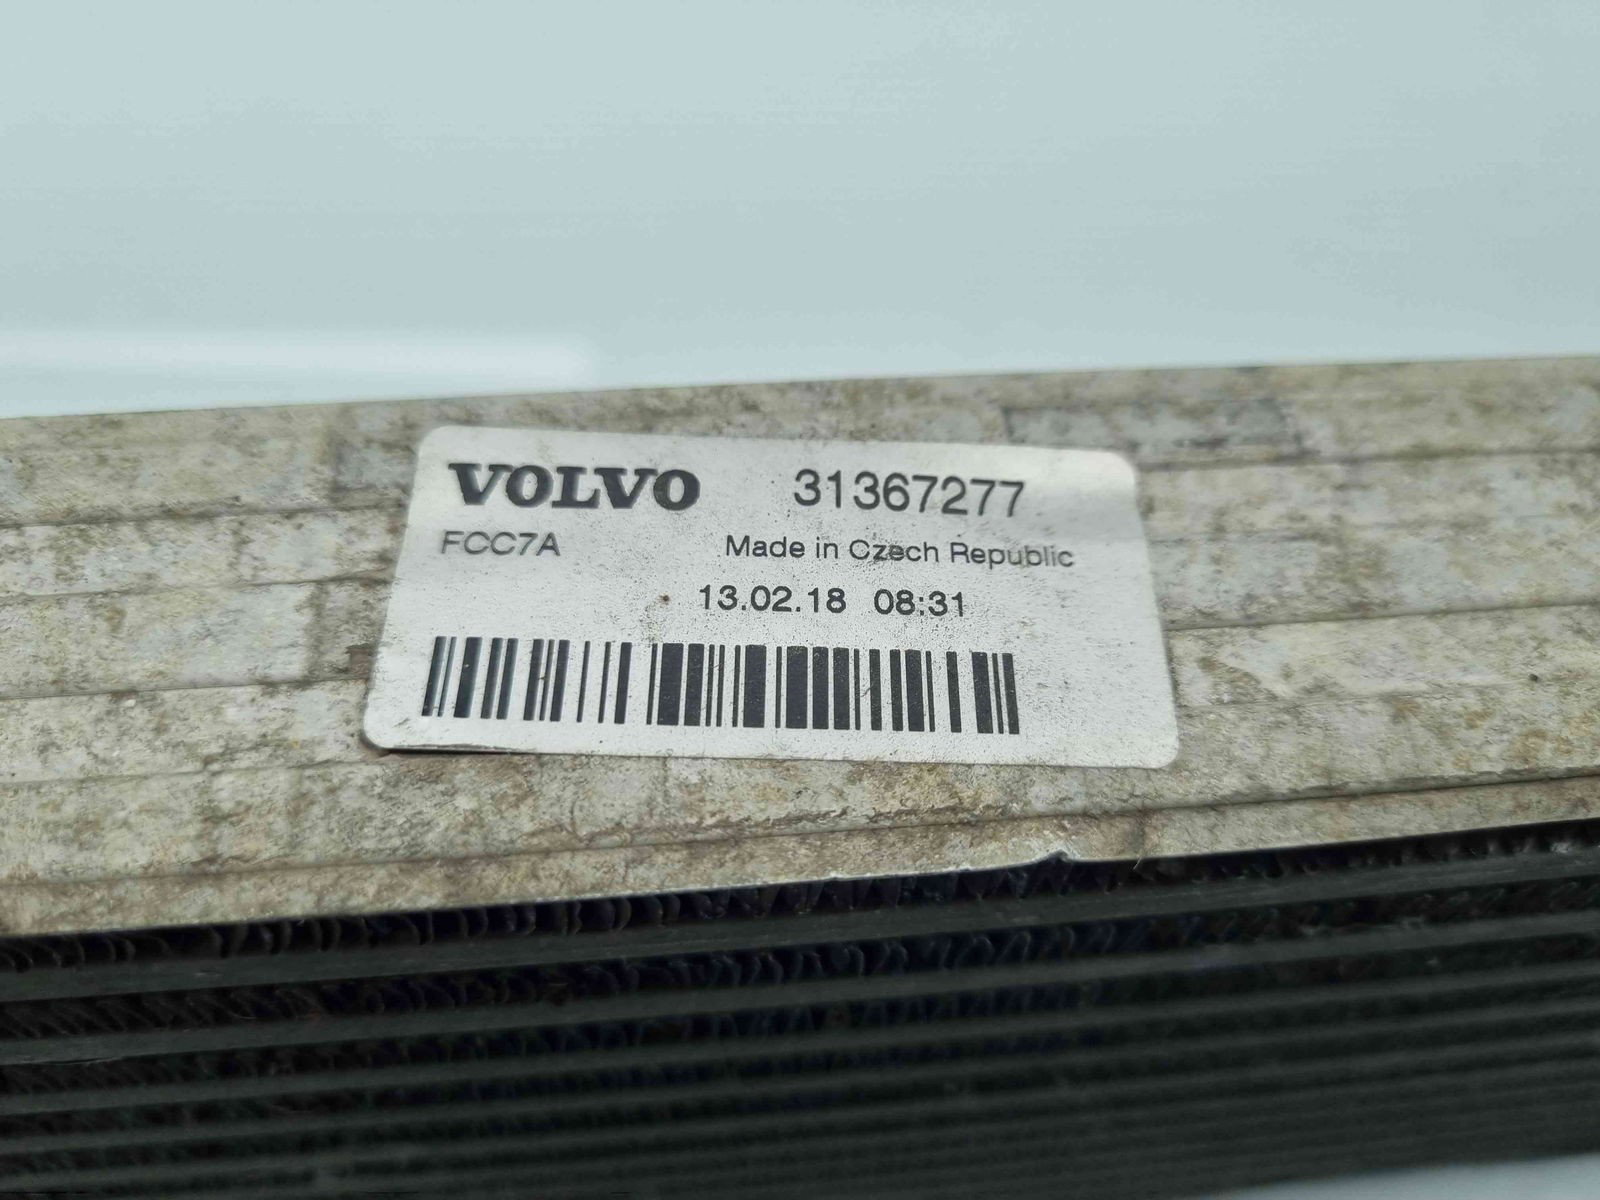 VOLVO 31367277
FCC7A Made in Czech Republic
13.02.18 08:31